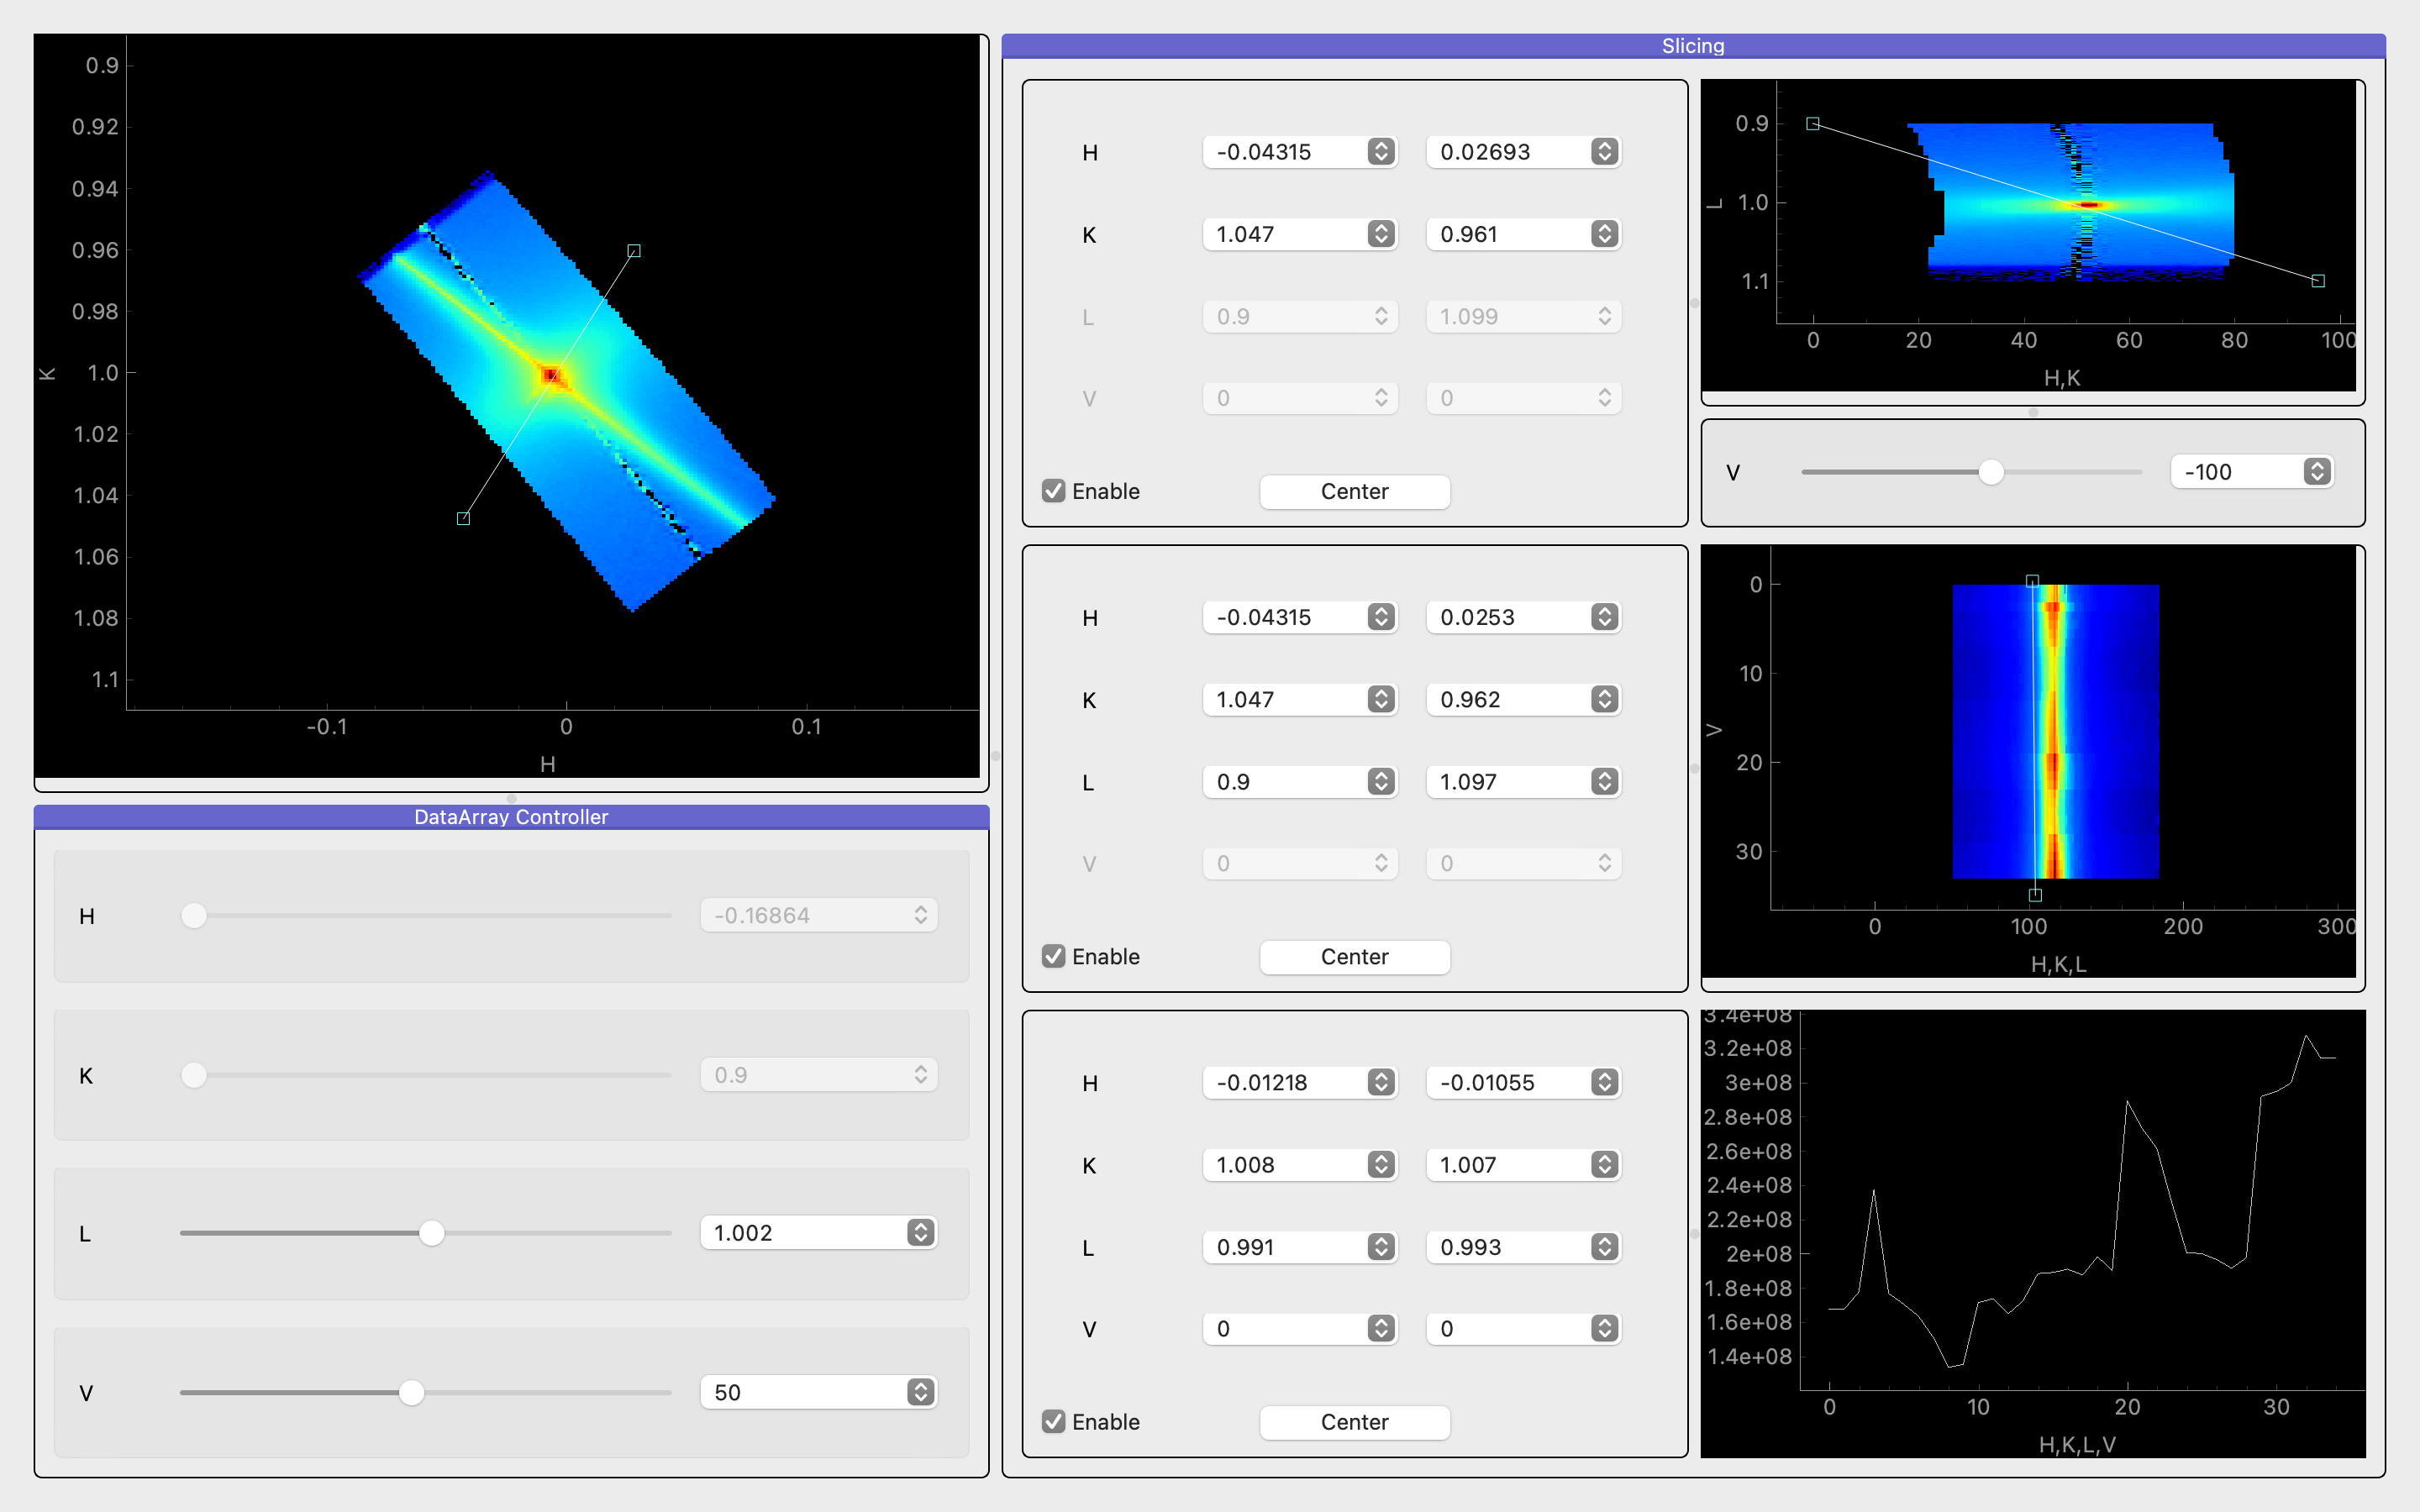 0.9
0.92
0.94
0.96
0.98
1.0
1.02
1.04
1.06
1.08
1.1
K
-0.1 0 0.1
H
DataArray Controller
H -0.16864
K 0.9
L 1.002
V 50
Slicing
H -0.04315 0.02693
K 1.047 0.961
L 0.9 1.099
V 0 0
Enable Center
0.9
1.0
1.1
L
0 20 40 60 80 100
H,K
V -100
H -0.04315 0.0253
K 1.047 0.962
L 0.9 1.097
V 0 0
Enable Center
0
10
20
30
V
0 100 200 300
H,K,L
H -0.01218 -0.01055
K 1.008 1.007
L 0.991 0.993
V 0 0
Enable Center
3.4e+08
3.2e+08
3e+08
2.8e+08
2.6e+08
2.4e+08
2.2e+08
2e+08
1.8e+08
1.6e+08
1.4e+08
0 10 20 30
H,K,L,V